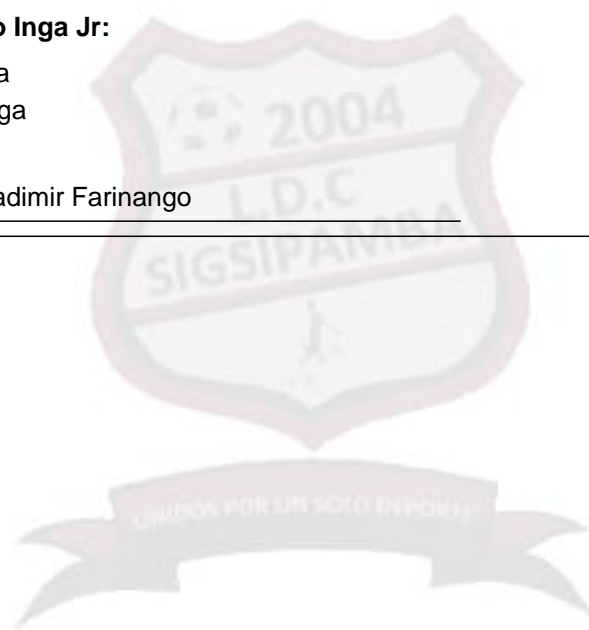 o Inga Jr:
a
ga
adimir Farinango
2004
L.D.C
SIGSIPAMBA
UNIDOS POR UN SOLO DEPORTE